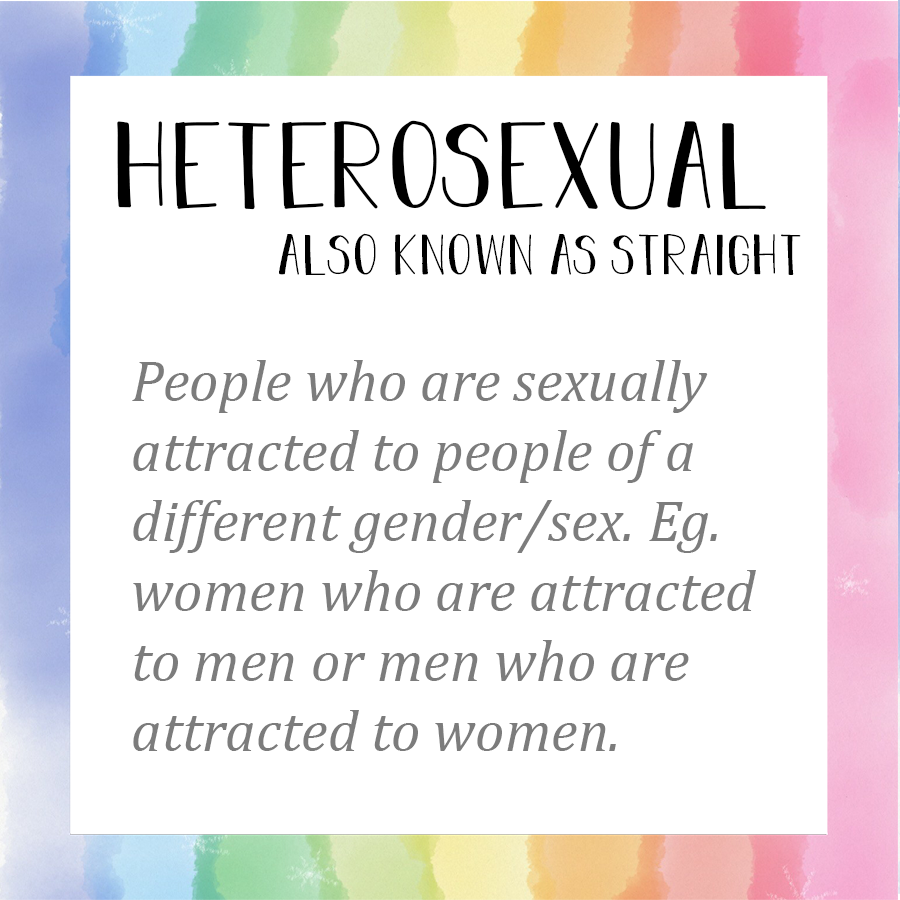 HETEROSEXUAL
ALSO KNOWN AS STRAIGHT
People who are sexually
attracted to people of a
different gender/sex. Eg.
women who are attracted
to men or men who are
attracted to women.